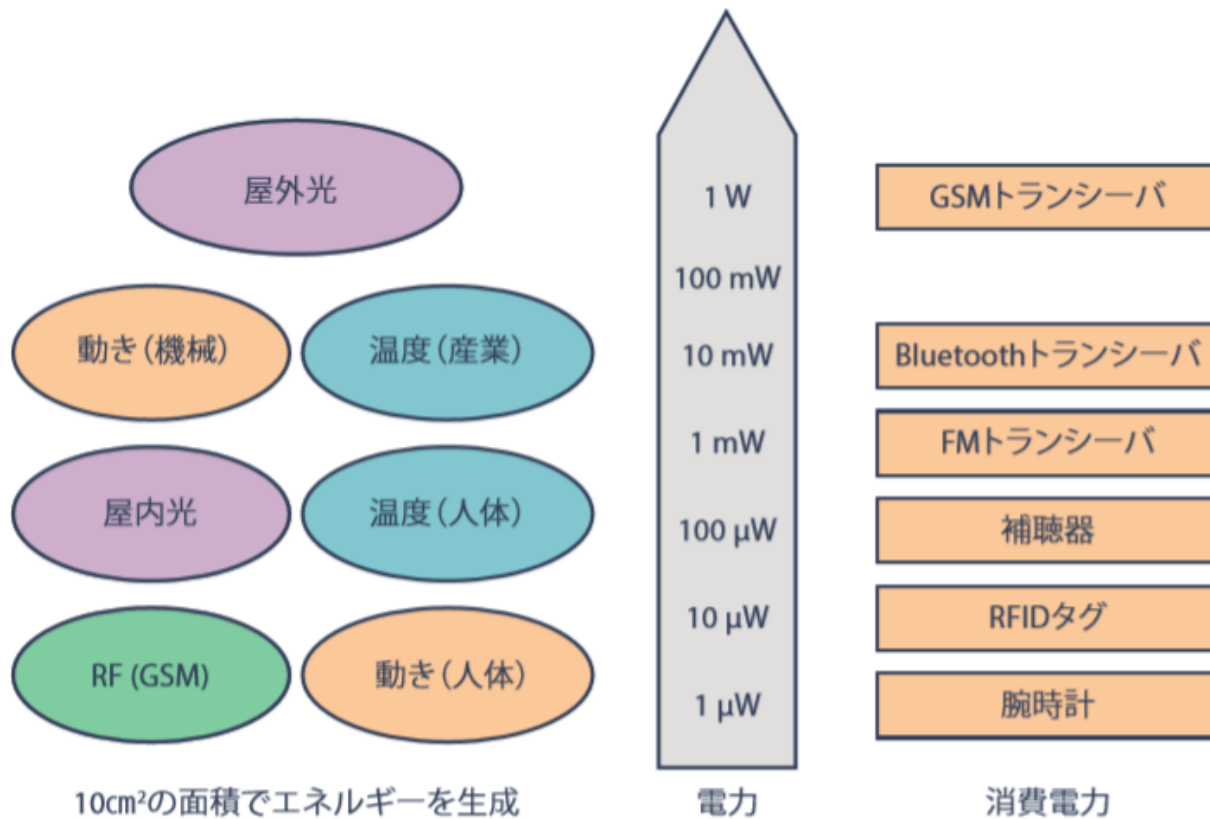 屋外光
1 W
GSMトランシーバ
100 mW
動き（機械）
温度（産業）
10 mW
Bluetoothトランシーバ
1 mW
FMトランシーバ
屋内光
温度（人体）
100 μW
補聴器
10 μW
RFIDタグ
RF (GSM)
動き（人体）
1 μW
腕時計
10㎝²の面積でエネルギーを生成
電力
消費電力